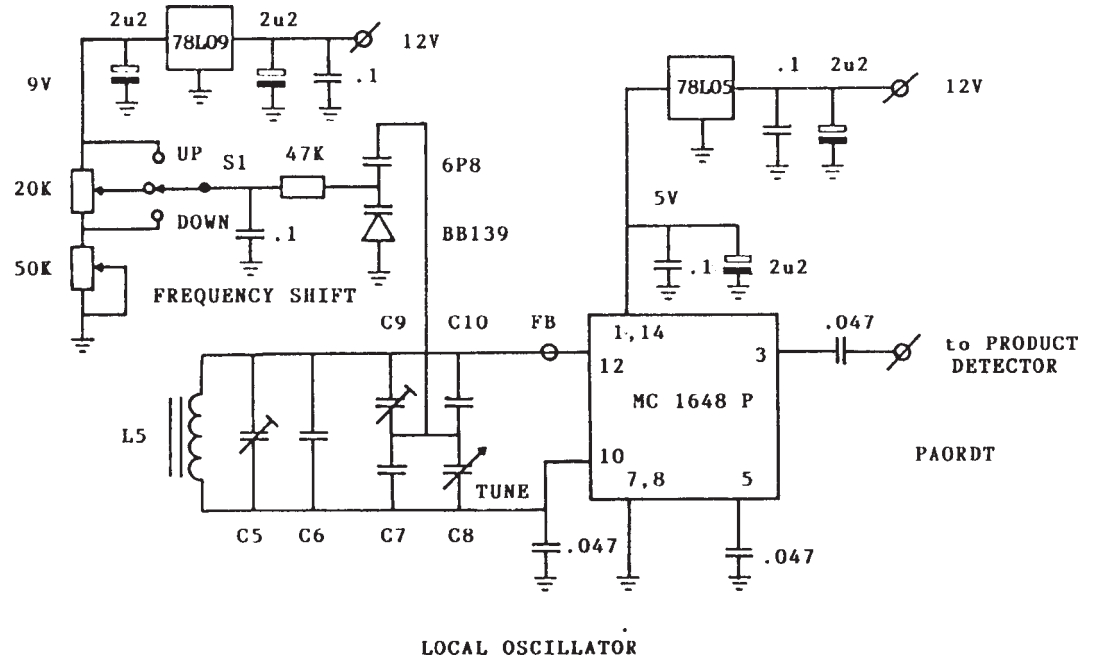 2u2
78L09
2u2
12V
.1
9V
78L05
.1
2u2
12V
UP
S1
47K
6P8
20K
DOWN
.1
BB139
5V
50K
.1
2u2
FREQUENCY SHIFT
C9
C10
FB
1,14
.047
12
3
to PRODUCT
DETECTOR
MC 1648 P
L5
10
PAORDT
7,8
5
TUNE
C5
C6
C7
C8
.047
.047
LOCAL OSCILLATOR